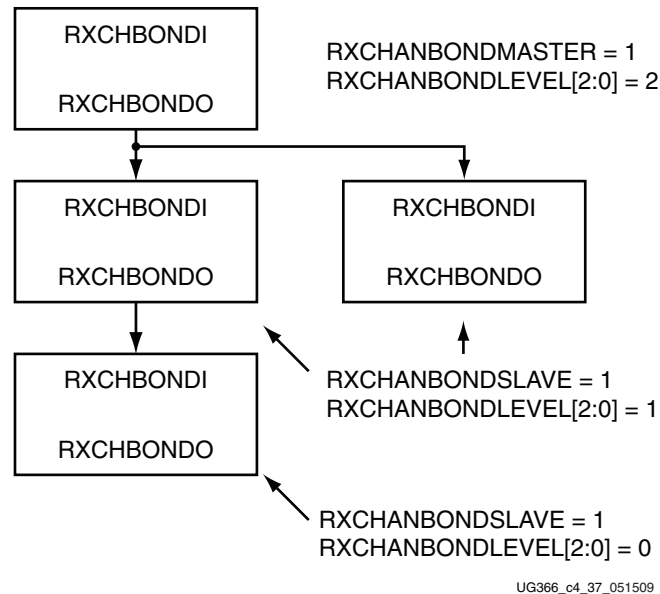 RXCHBONDI
RXCHBONDO
RXCHANBONDMASTER = 1
RXCHANBONDLEVEL[2:0] = 2
RXCHBONDI
RXCHBONDO
RXCHBONDI
RXCHBONDO
RXCHBONDI
RXCHBONDO
RXCHANBONDSLAVE = 1
RXCHANBONDLEVEL[2:0] = 1
RXCHANBONDSLAVE = 1
RXCHANBONDLEVEL[2:0] = 0
UG366_c4_37_051509